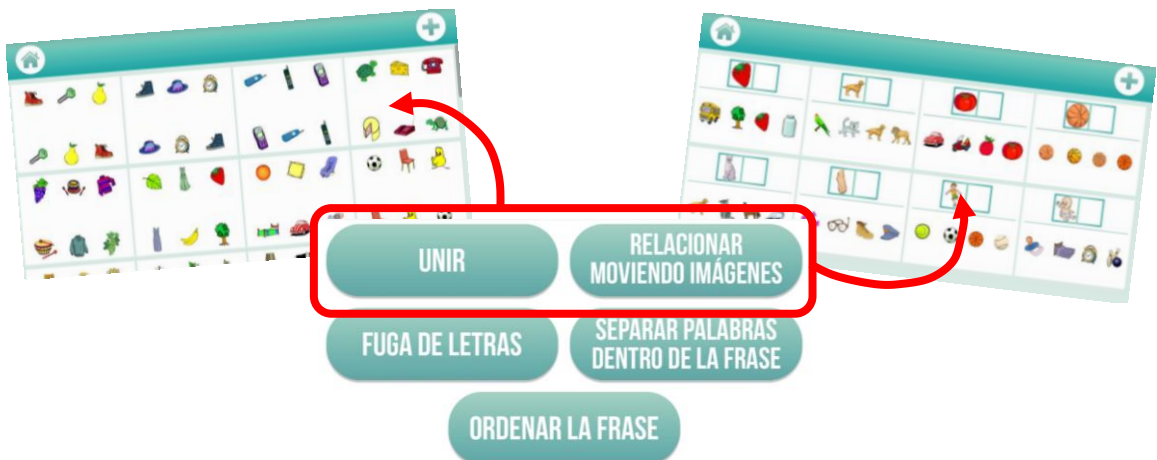 UNIR
RELACIONAR
MOVIENDO IMÁGENES
FUGA DE LETRAS
SEPARAR PALABRAS
DENTRO DE LA FRASE
ORDENAR LA FRASE